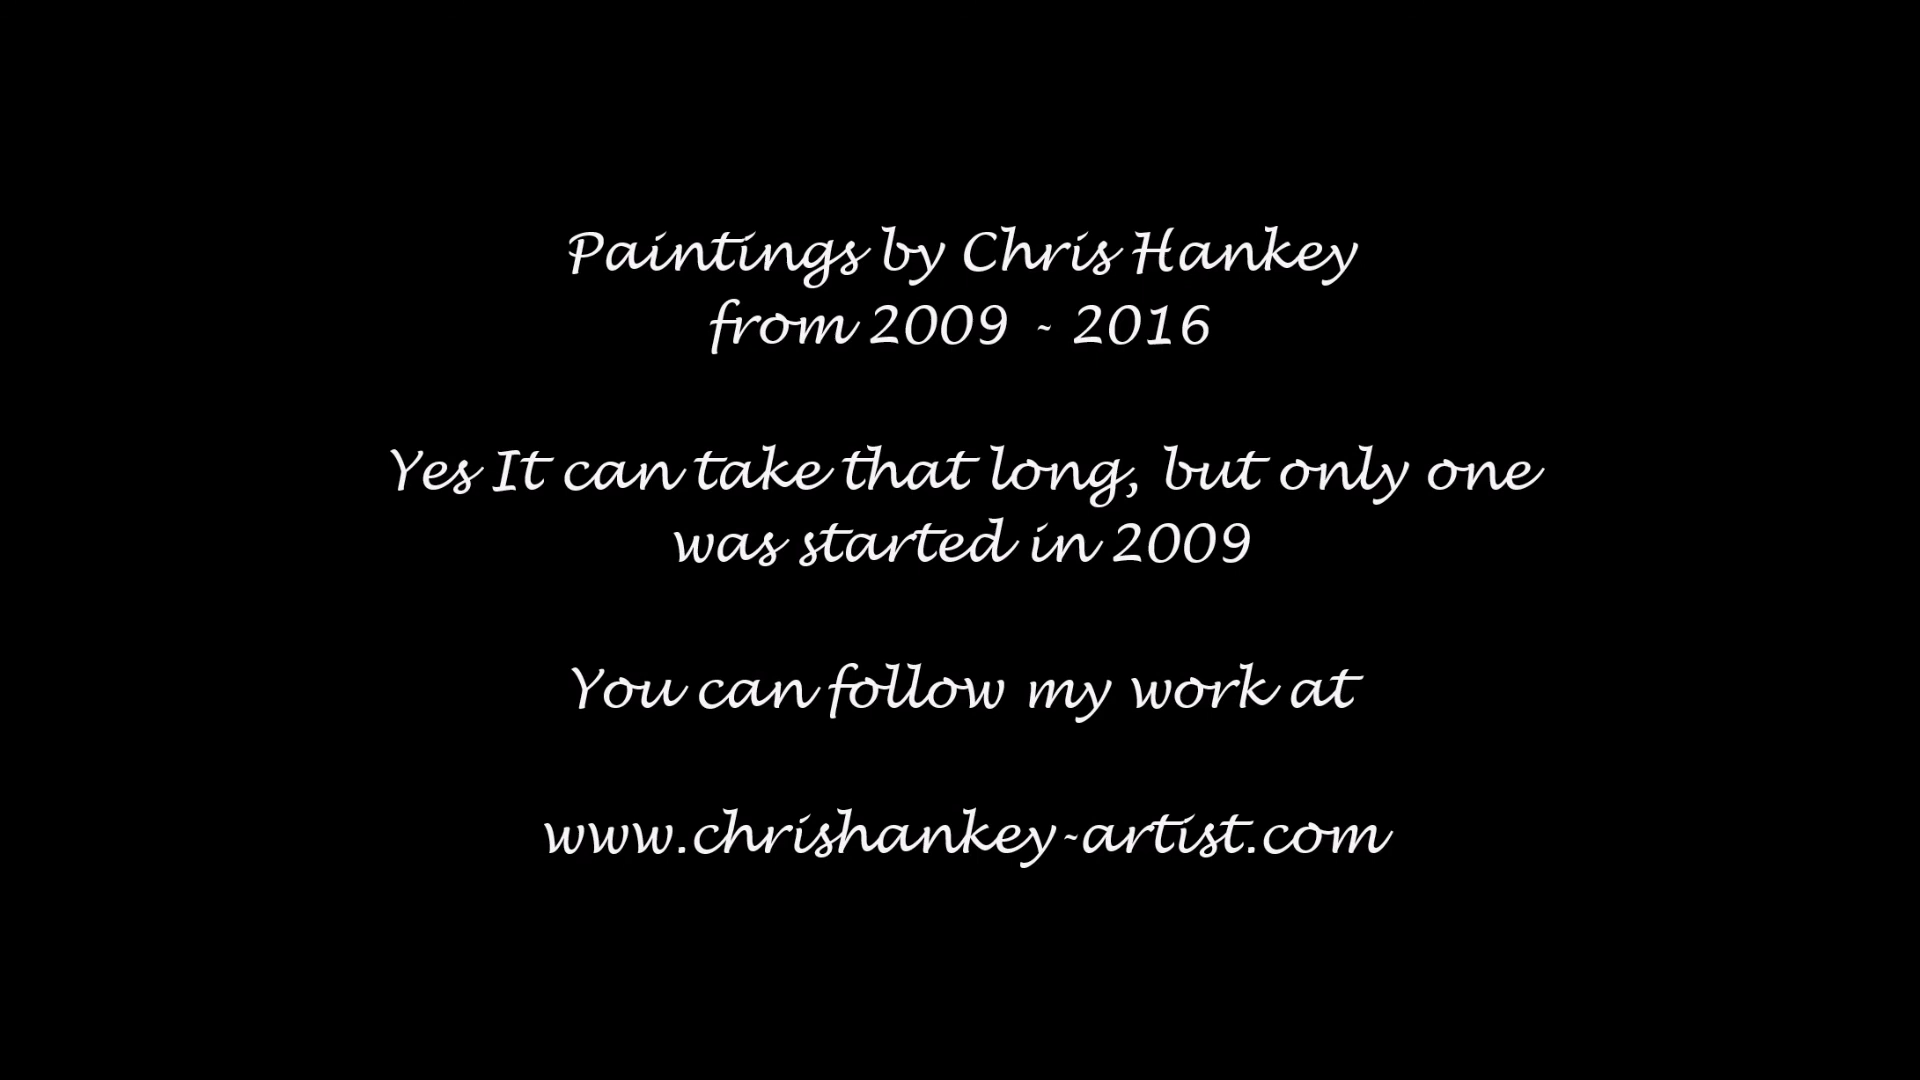 Paintings by Chris Hankey
from 2009 - 2016
Yes It can take that long, but only one
was started in 2009
You can follow my work at
www.chrishankey-artist.com